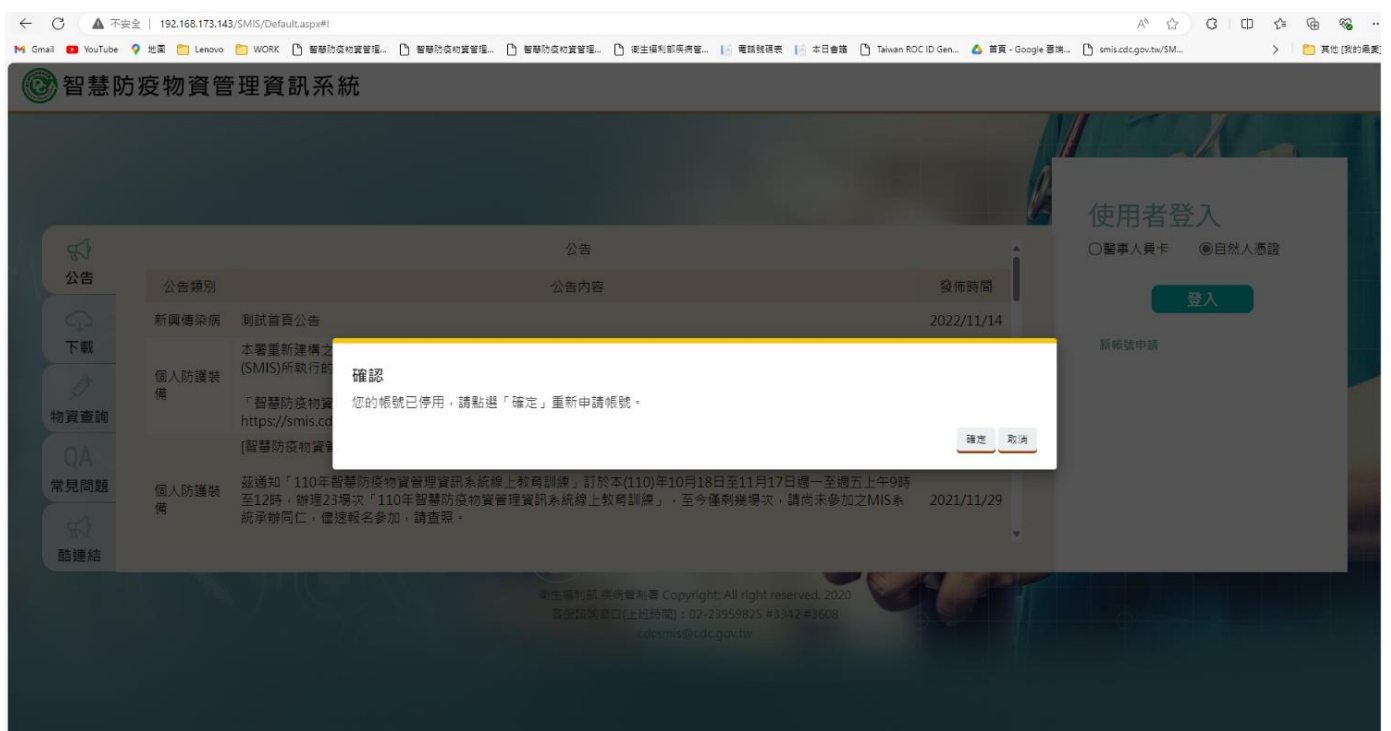 不安全 | 192.168.173.143/SMIS/Default.aspx#!
Gmail YouTube 地圖 Lenovo WORK 智慧防疫物資管理... 智慧防疫物資管理... 智慧防疫物資管理... 衛生福利部疾病管... 電話號碼表 本日會議 Taiwan ROC ID Gen... 首頁 - Google 雲端... smis.cdc.gov.tw/SM... 其他 [我的最愛]
智慧防疫物資管理資訊系統
使用者登入
醫事人員卡 自然人憑證
登入
新帳號申請
公告
下載
物資查詢
QA
常見問題
酷連結
公告
公告類別 公告內容 發佈時間
新興傳染病 測試首頁公告 2022/11/14
個人防護裝備
本署重新建構之
(SMIS)所執行的
「智慧防疫物資
https://smis.cd
[智慧防疫物資管
個人防護裝備
茲通知「110年智慧防疫物資管理資訊系統線上教育訓練」訂於本(110)年10月18日至11月17日週一至週五上午9時
至12時，辦理23場次「110年智慧防疫物資管理資訊系統線上教育訓練」，至今僅剩幾場次，請尚未參加之MIS系
統承辦同仁，儘速報名參加，請查照。
2021/11/29
確認
您的帳號已停用，請點選「確定」重新申請帳號。
確定 取消
衛生福利部 疾病管制署 Copyright: All right reserved. 2020
客服諮詢窗口(上班時間)：02-23959825 #3342 #3608
cdcsmis@cdc.gov.tw